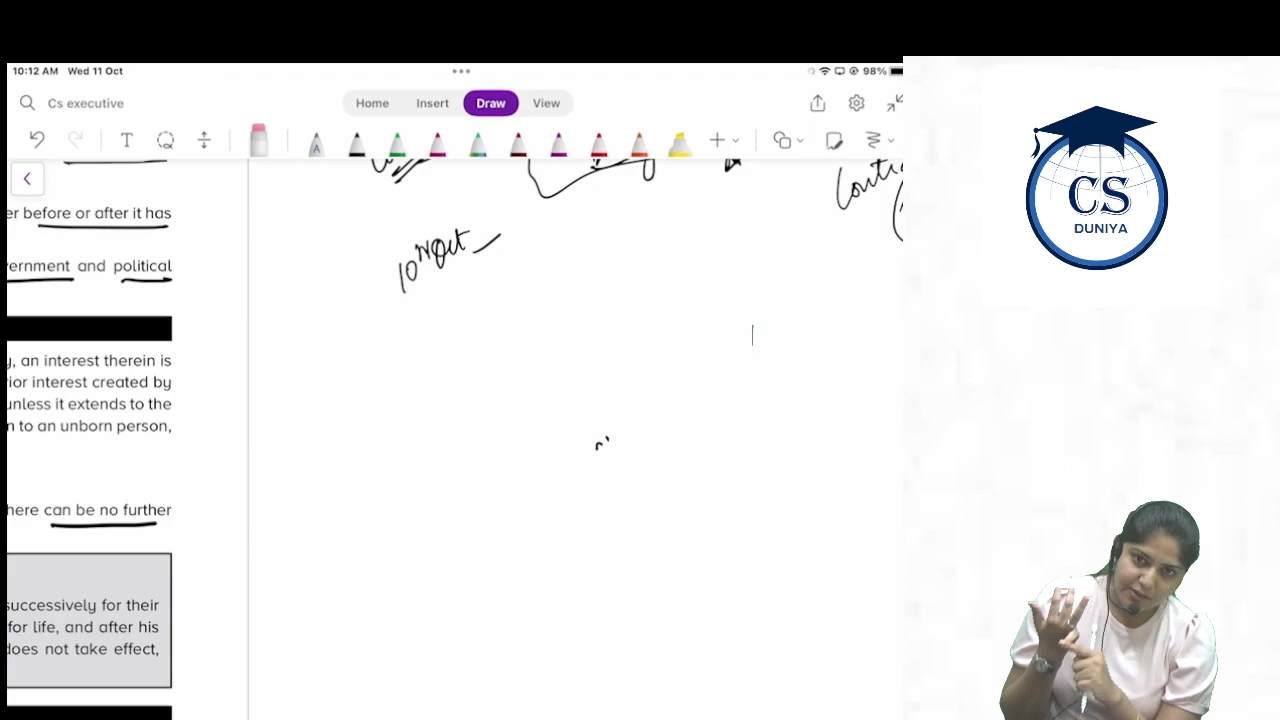 10:12 AM Wed 11 Oct
98%
Cs executive
Home Insert Draw View
T
A
er before or after it has
vernment and political
y, an interest therein is
rior interest created by
unless it extends to the
n to an unborn person,
here can be no further
successively for their
for life, and after his
does not take effect,
10th Oct
CS
DUNIYA